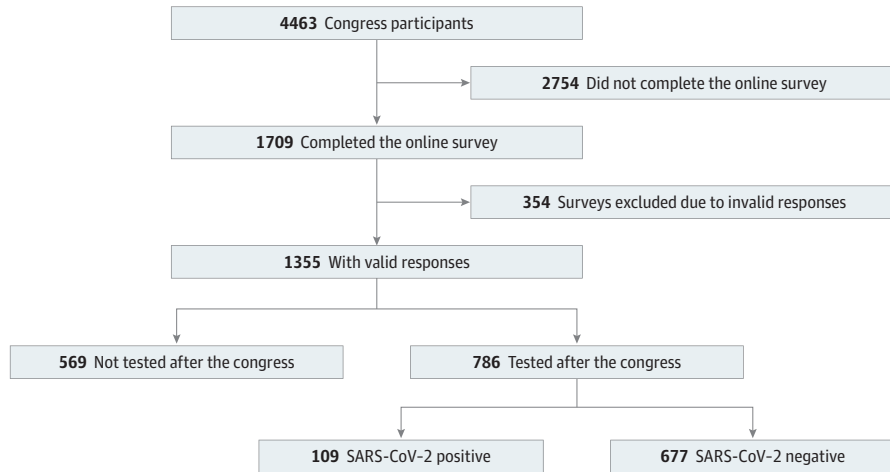 4463 Congress participants
2754 Did not complete the online survey
1709 Completed the online survey
354 Surveys excluded due to invalid responses
1355 With valid responses
569 Not tested after the congress
786 Tested after the congress
109 SARS-CoV-2 positive
677 SARS-CoV-2 negative